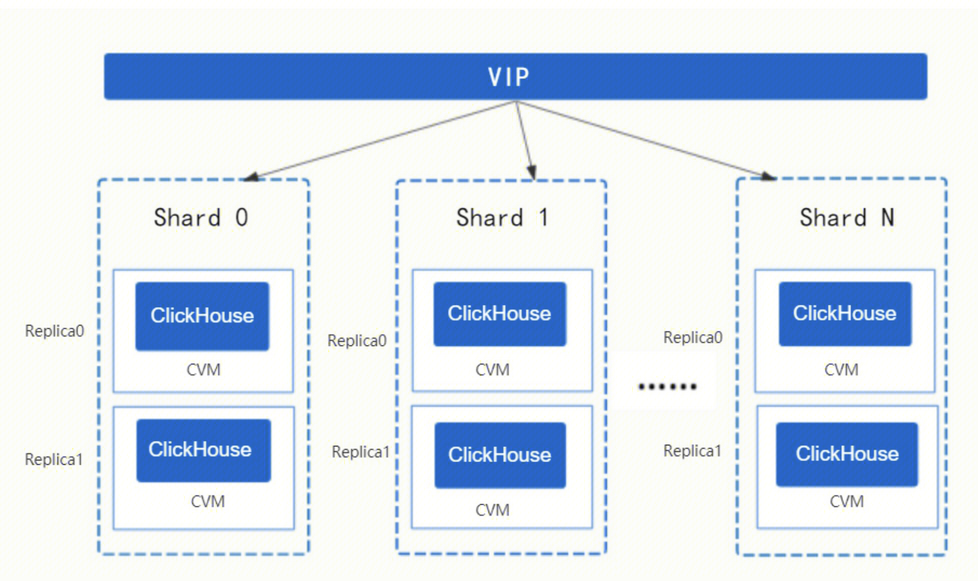 VIP
Shard 0
Shard 1
Shard N
ClickHouse
CVM
Replica0
ClickHouse
CVM
Replica1
ClickHouse
CVM
Replica0
ClickHouse
CVM
Replica1
......
ClickHouse
CVM
Replica0
ClickHouse
CVM
Replica1